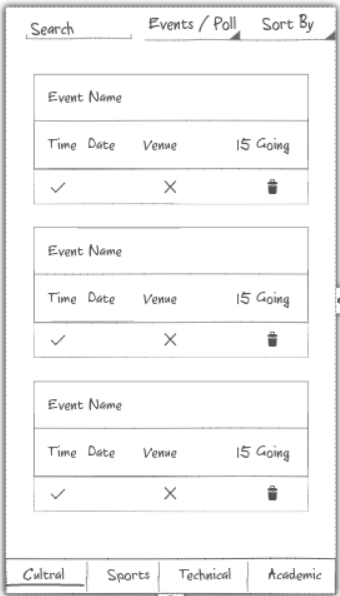 Search Events / Poll Sort By
Event Name
Time Date Venue 15 Going
Event Name
Time Date Venue 15 Going
Event Name
Time Date Venue 15 Going
Cultral Sports Technical Academic